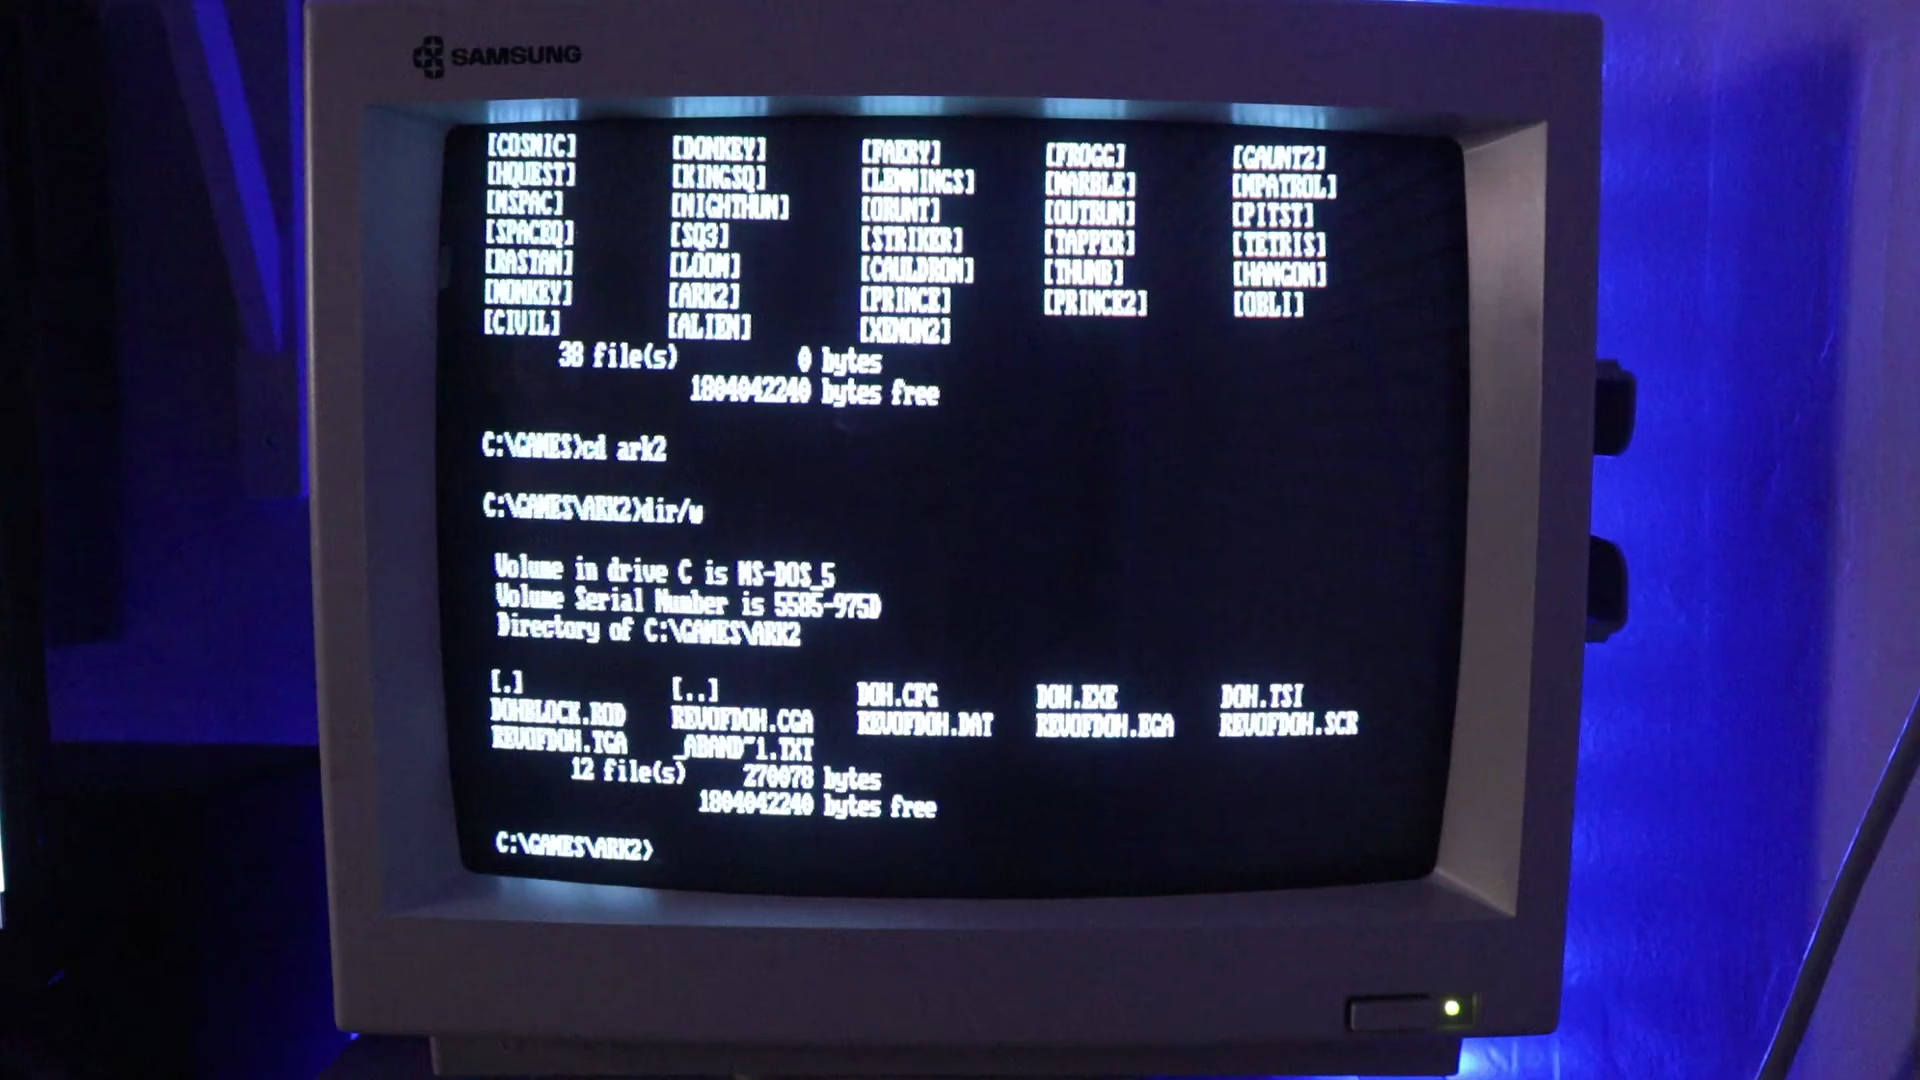 SAMSUNG
[COSMIC] [DONKEY] [FAERY] [FROGG] [GAUNT2]
[HQUEST] [KINGSQ] [LEMMINGS] [MARBLE] [MPATROL]
[MSPAC] [NIGHTHUN] [ORUNT] [OUTRUN] [PITST]
[SPACEQ] [SQ3] [STRIKER] [TAPPER] [TETRIS]
[RASTAN] [LOOM] [CAULDRON] [THUNB] [HANGON]
[MONKEY] [ARK2] [PRINCE] [PRINCE2] [OBLI]
[CIVIL] [ALIEN] [XENON2]
38 file(s) 0 bytes
1804042240 bytes free
C:\GAMES>cd ark2
C:\GAMES\ARK2>dir/w
Volume in drive C is MS-DOS_5
Volume Serial Number is 5585-975D
Directory of C:\GAMES\ARK2
[.] [..] DOH.CFG DOH.EXE DOH.TSI
DOHBLOCK.ROD REVOFDOH.CGA REVOFDOH.DAT REVOFDOH.EGA REVOFDOH.SCR
REVOFDOH.TGA _ABAND~1.TXT
12 file(s) 270078 bytes
1804042240 bytes free
C:\GAMES\ARK2>